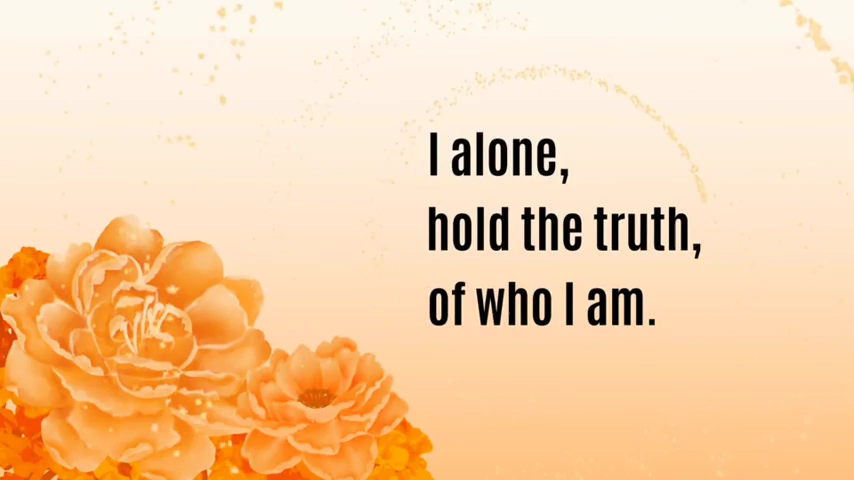 I alone,
hold the truth,
of who I am.